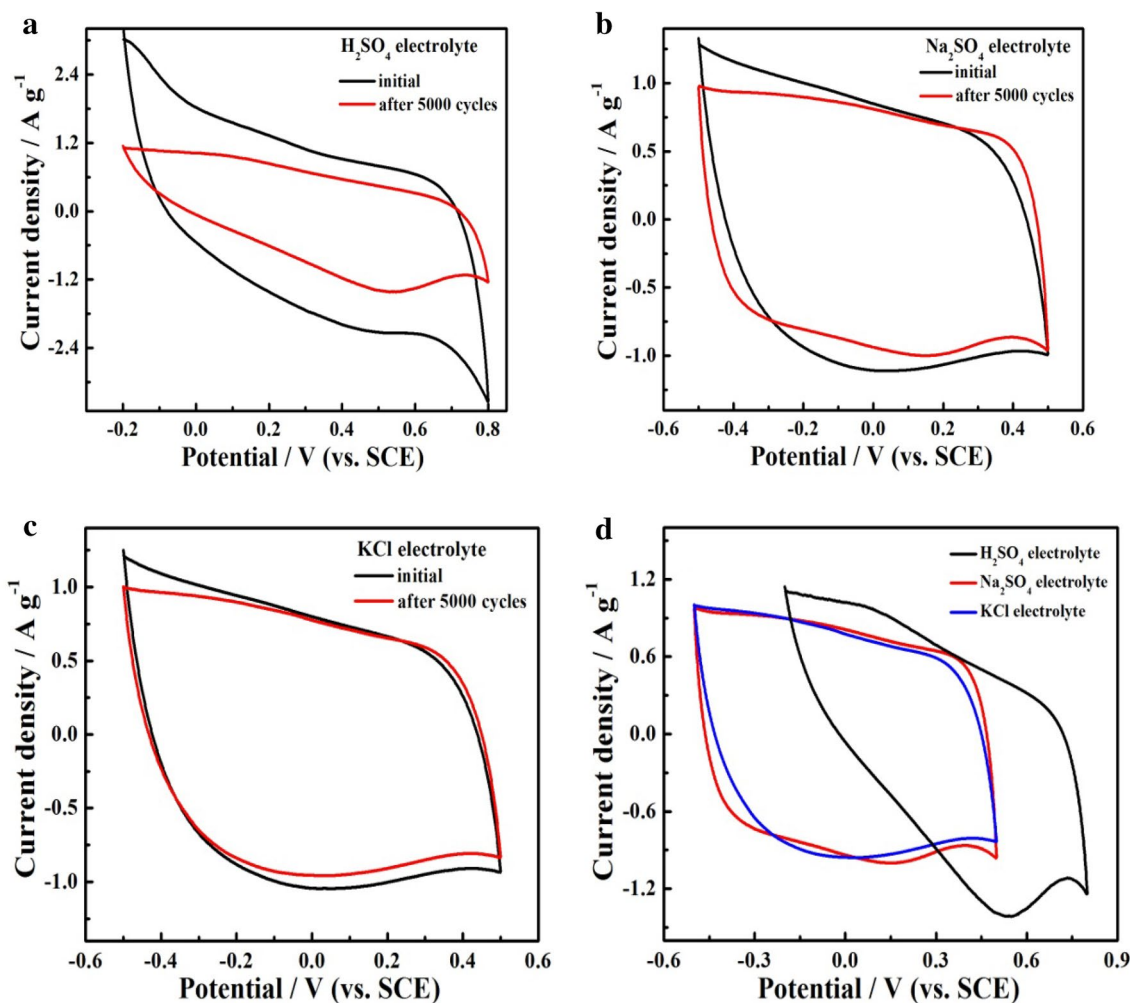 a
H2SO4 electrolyte
initial
after 5000 cycles
2.4
1.2
0.0
-1.2
-2.4
-0.2 0.0 0.2 0.4 0.6 0.8
Current density / A g-1
Potential / V (vs. SCE)
b
Na2SO4 electrolyte
initial
after 5000 cycles
1.0
0.5
0.0
-0.5
-1.0
-0.6 -0.4 -0.2 0.0 0.2 0.4 0.6
Current density / A g-1
Potential / V (vs. SCE)
c
KCl electrolyte
initial
after 5000 cycles
1.0
0.5
0.0
-0.5
-1.0
-0.6 -0.4 -0.2 0.0 0.2 0.4 0.6
Current density / A g-1
Potential / V (vs. SCE)
d
H2SO4 electrolyte
Na2SO4 electrolyte
KCl electrolyte
1.2
0.6
0.0
-0.6
-1.2
-0.6 -0.3 0.0 0.3 0.6 0.9
Current density / A g-1
Potential / V (vs. SCE)